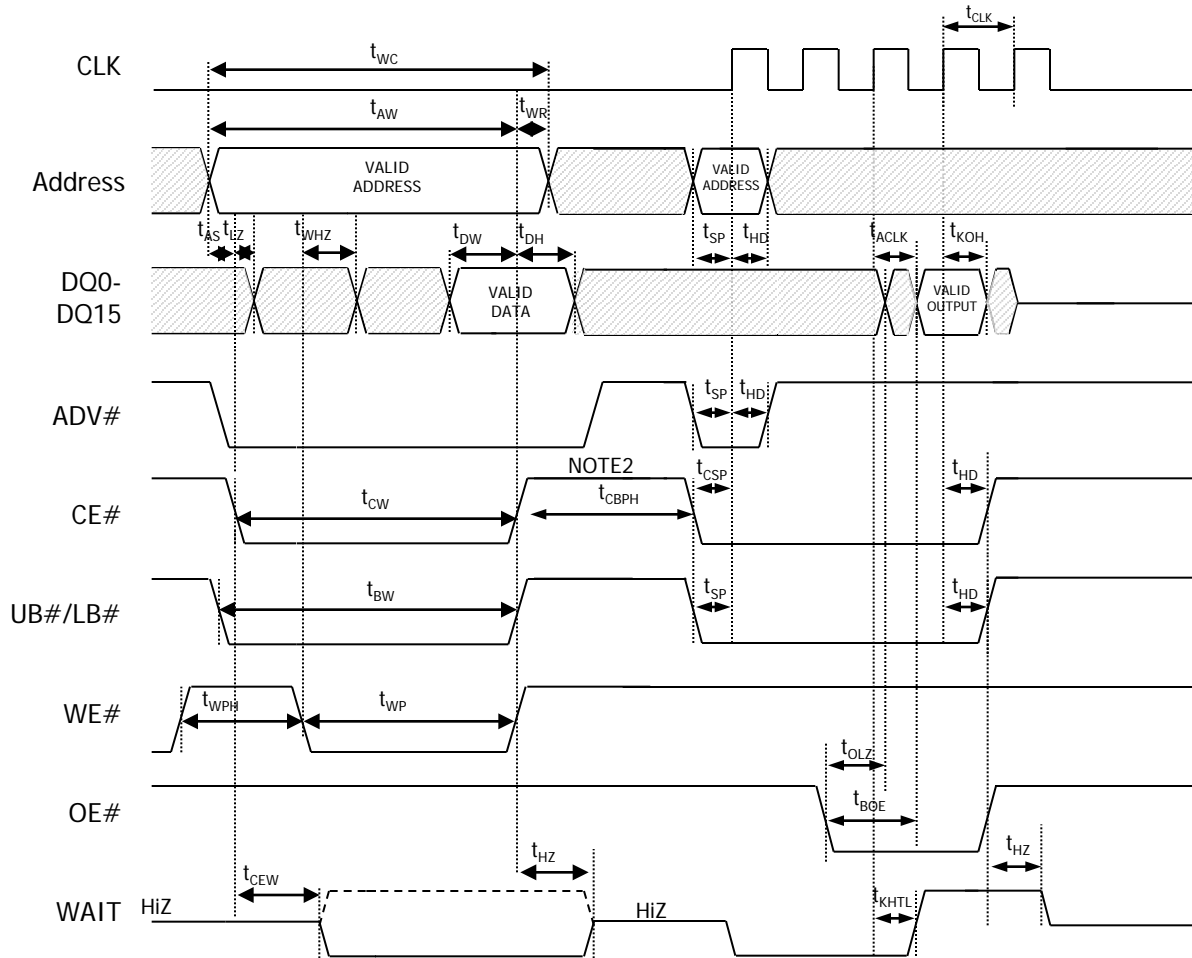 tCLK
CLK
tWC
tAW
tWR
Address
VALID
ADDRESS
VALID
ADDRESS
tAS
tLZ
tWHZ
tDW
tDH
tSP
tHD
tACLK
tKOH
DQ0-
DQ15
VALID
DATA
VALID
OUTPUT
ADV#
tSP
tHD
NOTE2
CE#
tCW
tCBPH
tCSP
tHD
UB#/LB#
tBW
tSP
tHD
WE#
tWPH
tWP
OE#
tOLZ
tBOE
WAIT
HiZ
tCEW
tHZ
HiZ
tKHTL
tHZ